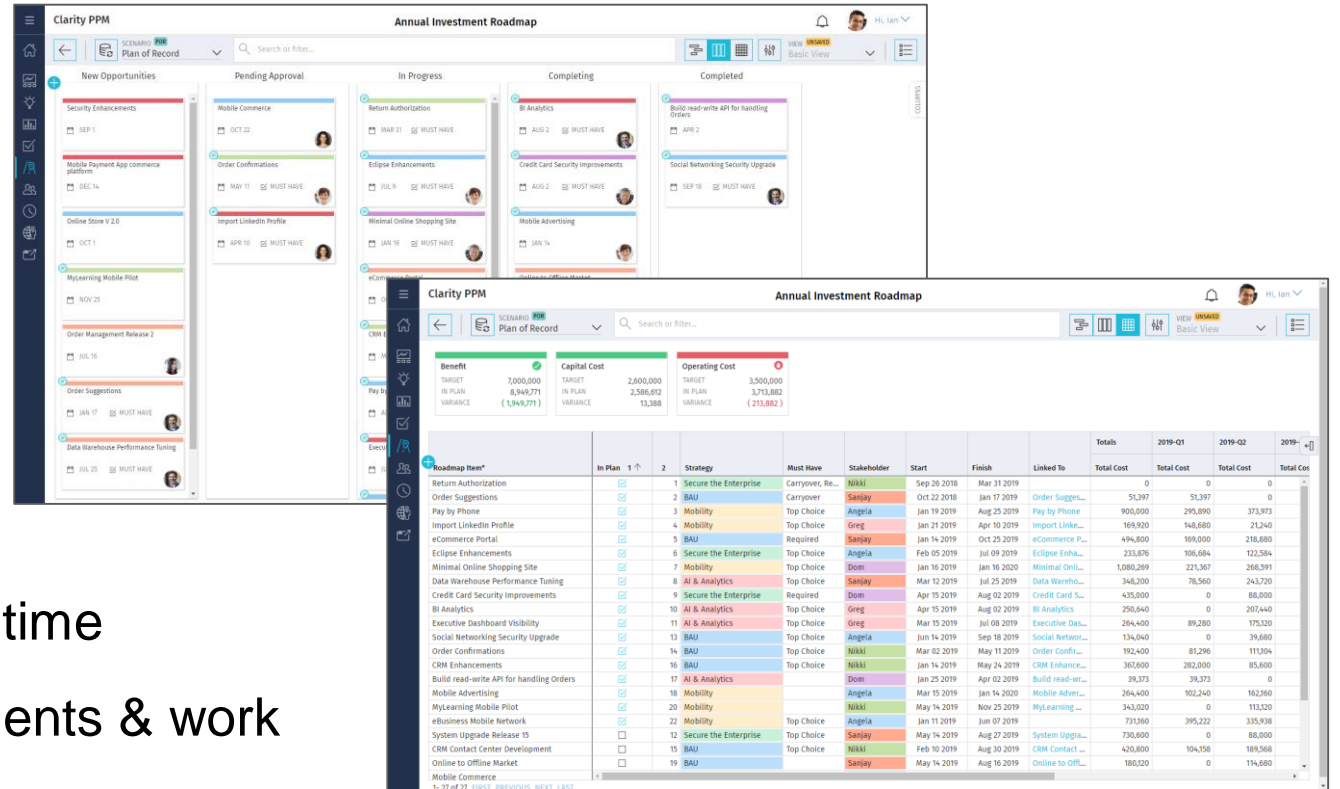 Clarity PPM
Annual Investment Roadmap
Hi, Ian
SCENARIO POR
Plan of Record
Search or filter...
VIEW UNSAVED
Basic View
New Opportunities Pending Approval In Progress Completing Completed
COLUMNS
Security Enhancements
SEP 1
Mobile Payment App commerce
platform
DEC 14
Online Store V 2.0
OCT 1
MyLearning Mobile Pilot
NOV 25
Order Management Release 2
JUL 16
Order Suggestions
JAN 17 MUST HAVE
Data Warehouse Performance Tuning
JUL 25 MUST HAVE
Mobile Commerce
OCT 22
Order Confirmations
MAY 11 MUST HAVE
Import LinkedIn Profile
APR 10 MUST HAVE
Return Authorization
MAR 31 MUST HAVE
Eclipse Enhancements
JUL 9 MUST HAVE
Minimal Online Shopping Site
JAN 16 MUST HAVE
BI Analytics
AUG 2 MUST HAVE
Credit Card Security Improvements
AUG 2 MUST HAVE
Mobile Advertising
JAN 14
Build read-write API for handling
Orders
APR 2
Social Networking Security Upgrade
SEP 18 MUST HAVE
Clarity PPM
Annual Investment Roadmap
Hi, Ian
SCENARIO POR
Plan of Record
Search or filter...
VIEW UNSAVED
Basic View
Benefit
TARGET 7,000,000
IN PLAN 8,949,771
VARIANCE ( 1,949,771 )
Capital Cost
TARGET 2,600,000
IN PLAN 2,586,612
VARIANCE 13,388
Operating Cost
TARGET 3,500,000
IN PLAN 3,713,882
VARIANCE ( 213,882 )
Totals 2019-Q1 2019-Q2 2019-
Roadmap Item* In Plan 1 2 Strategy Must Have Stakeholder Start Finish Linked To Total Cost Total Cost Total Cost Total Cos
Return Authorization 1 Secure the Enterprise Carryover, Re... Nikki Sep 26 2018 Mar 31 2019 0 0 0
Order Suggestions 2 BAU Carryover Sanjay Oct 22 2018 Jan 17 2019 Order Sugges... 51,397 51,397 0
Pay by Phone 3 Mobility Top Choice Angela Jan 19 2019 Aug 25 2019 Pay by Phone 900,000 295,890 373,973
Import LinkedIn Profile 4 Mobility Top Choice Greg Jan 21 2019 Apr 10 2019 Import Linke... 169,920 148,680 21,240
eCommerce Portal 5 BAU Required Sanjay Jan 14 2019 Oct 25 2019 eCommerce P... 494,800 169,000 218,880
Eclipse Enhancements 6 Secure the Enterprise Top Choice Angela Feb 05 2019 Jul 09 2019 Eclipse Enha... 233,876 106,684 122,584
Minimal Online Shopping Site 7 Mobility Top Choice Dom Jan 16 2019 Jan 16 2020 Minimal Onli... 1,080,269 221,367 268,591
Data Warehouse Performance Tuning 8 AI & Analytics Top Choice Sanjay Mar 12 2019 Jul 25 2019 Data Wareho... 348,200 78,560 243,720
Credit Card Security Improvements 9 Secure the Enterprise Required Dom Apr 15 2019 Aug 02 2019 Credit Card S... 435,000 0 88,000
BI Analytics 10 AI & Analytics Top Choice Greg Apr 15 2019 Aug 02 2019 BI Analytics 250,640 0 207,440
Executive Dashboard Visibility 11 AI & Analytics Top Choice Greg Mar 15 2019 Jul 08 2019 Executive Das... 264,400 89,280 175,120
Social Networking Security Upgrade 13 BAU Top Choice Angela Jun 14 2019 Sep 18 2019 Social Networ... 134,040 0 39,680
Order Confirmations 14 BAU Top Choice Nikki Mar 02 2019 May 11 2019 Order Confir... 192,400 81,296 111,104
CRM Enhancements 16 BAU Top Choice Nikki Jan 14 2019 May 24 2019 CRM Enhance... 367,600 282,000 85,600
Build read-write API for handling Orders 17 AI & Analytics Dom Jan 25 2019 Apr 02 2019 Build read-wr... 39,373 39,373 0
Mobile Advertising 18 Mobility Angela Mar 15 2019 Jan 14 2020 Mobile Adver... 264,400 102,240 162,160
MyLearning Mobile Pilot 20 Mobility Nikki May 14 2019 Nov 25 2019 MyLearning ... 343,020 0 113,120
eBusiness Mobile Network 22 Mobility Top Choice Angela Jan 11 2019 Jun 07 2019 731,160 395,222 335,938
System Upgrade Release 15 12 Secure the Enterprise Top Choice Sanjay May 14 2019 Aug 27 2019 System Upgra... 730,600 0 88,000
CRM Contact Center Development 15 BAU Top Choice Nikki Feb 10 2019 Aug 30 2019 CRM Contact ... 420,800 104,158 189,568
Online to Offline Market 19 BAU Sanjay May 14 2019 Aug 16 2019 Online to Offl... 180,120 0 114,680
Mobile Commerce
1- 27 of 27 FIRST PREVIOUS NEXT LAST
time
ents & work